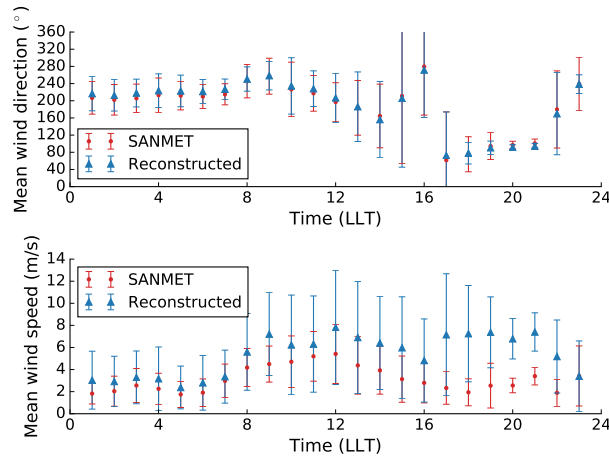 Mean wind direction (°)
360
320
280
240
200
160
120
80
40
0
SANMET
Reconstructed
0 4 8 12 16 20 24
Time (LLT)
Mean wind speed (m/s)
14
12
10
8
6
4
2
0
SANMET
Reconstructed
0 4 8 12 16 20 24
Time (LLT)